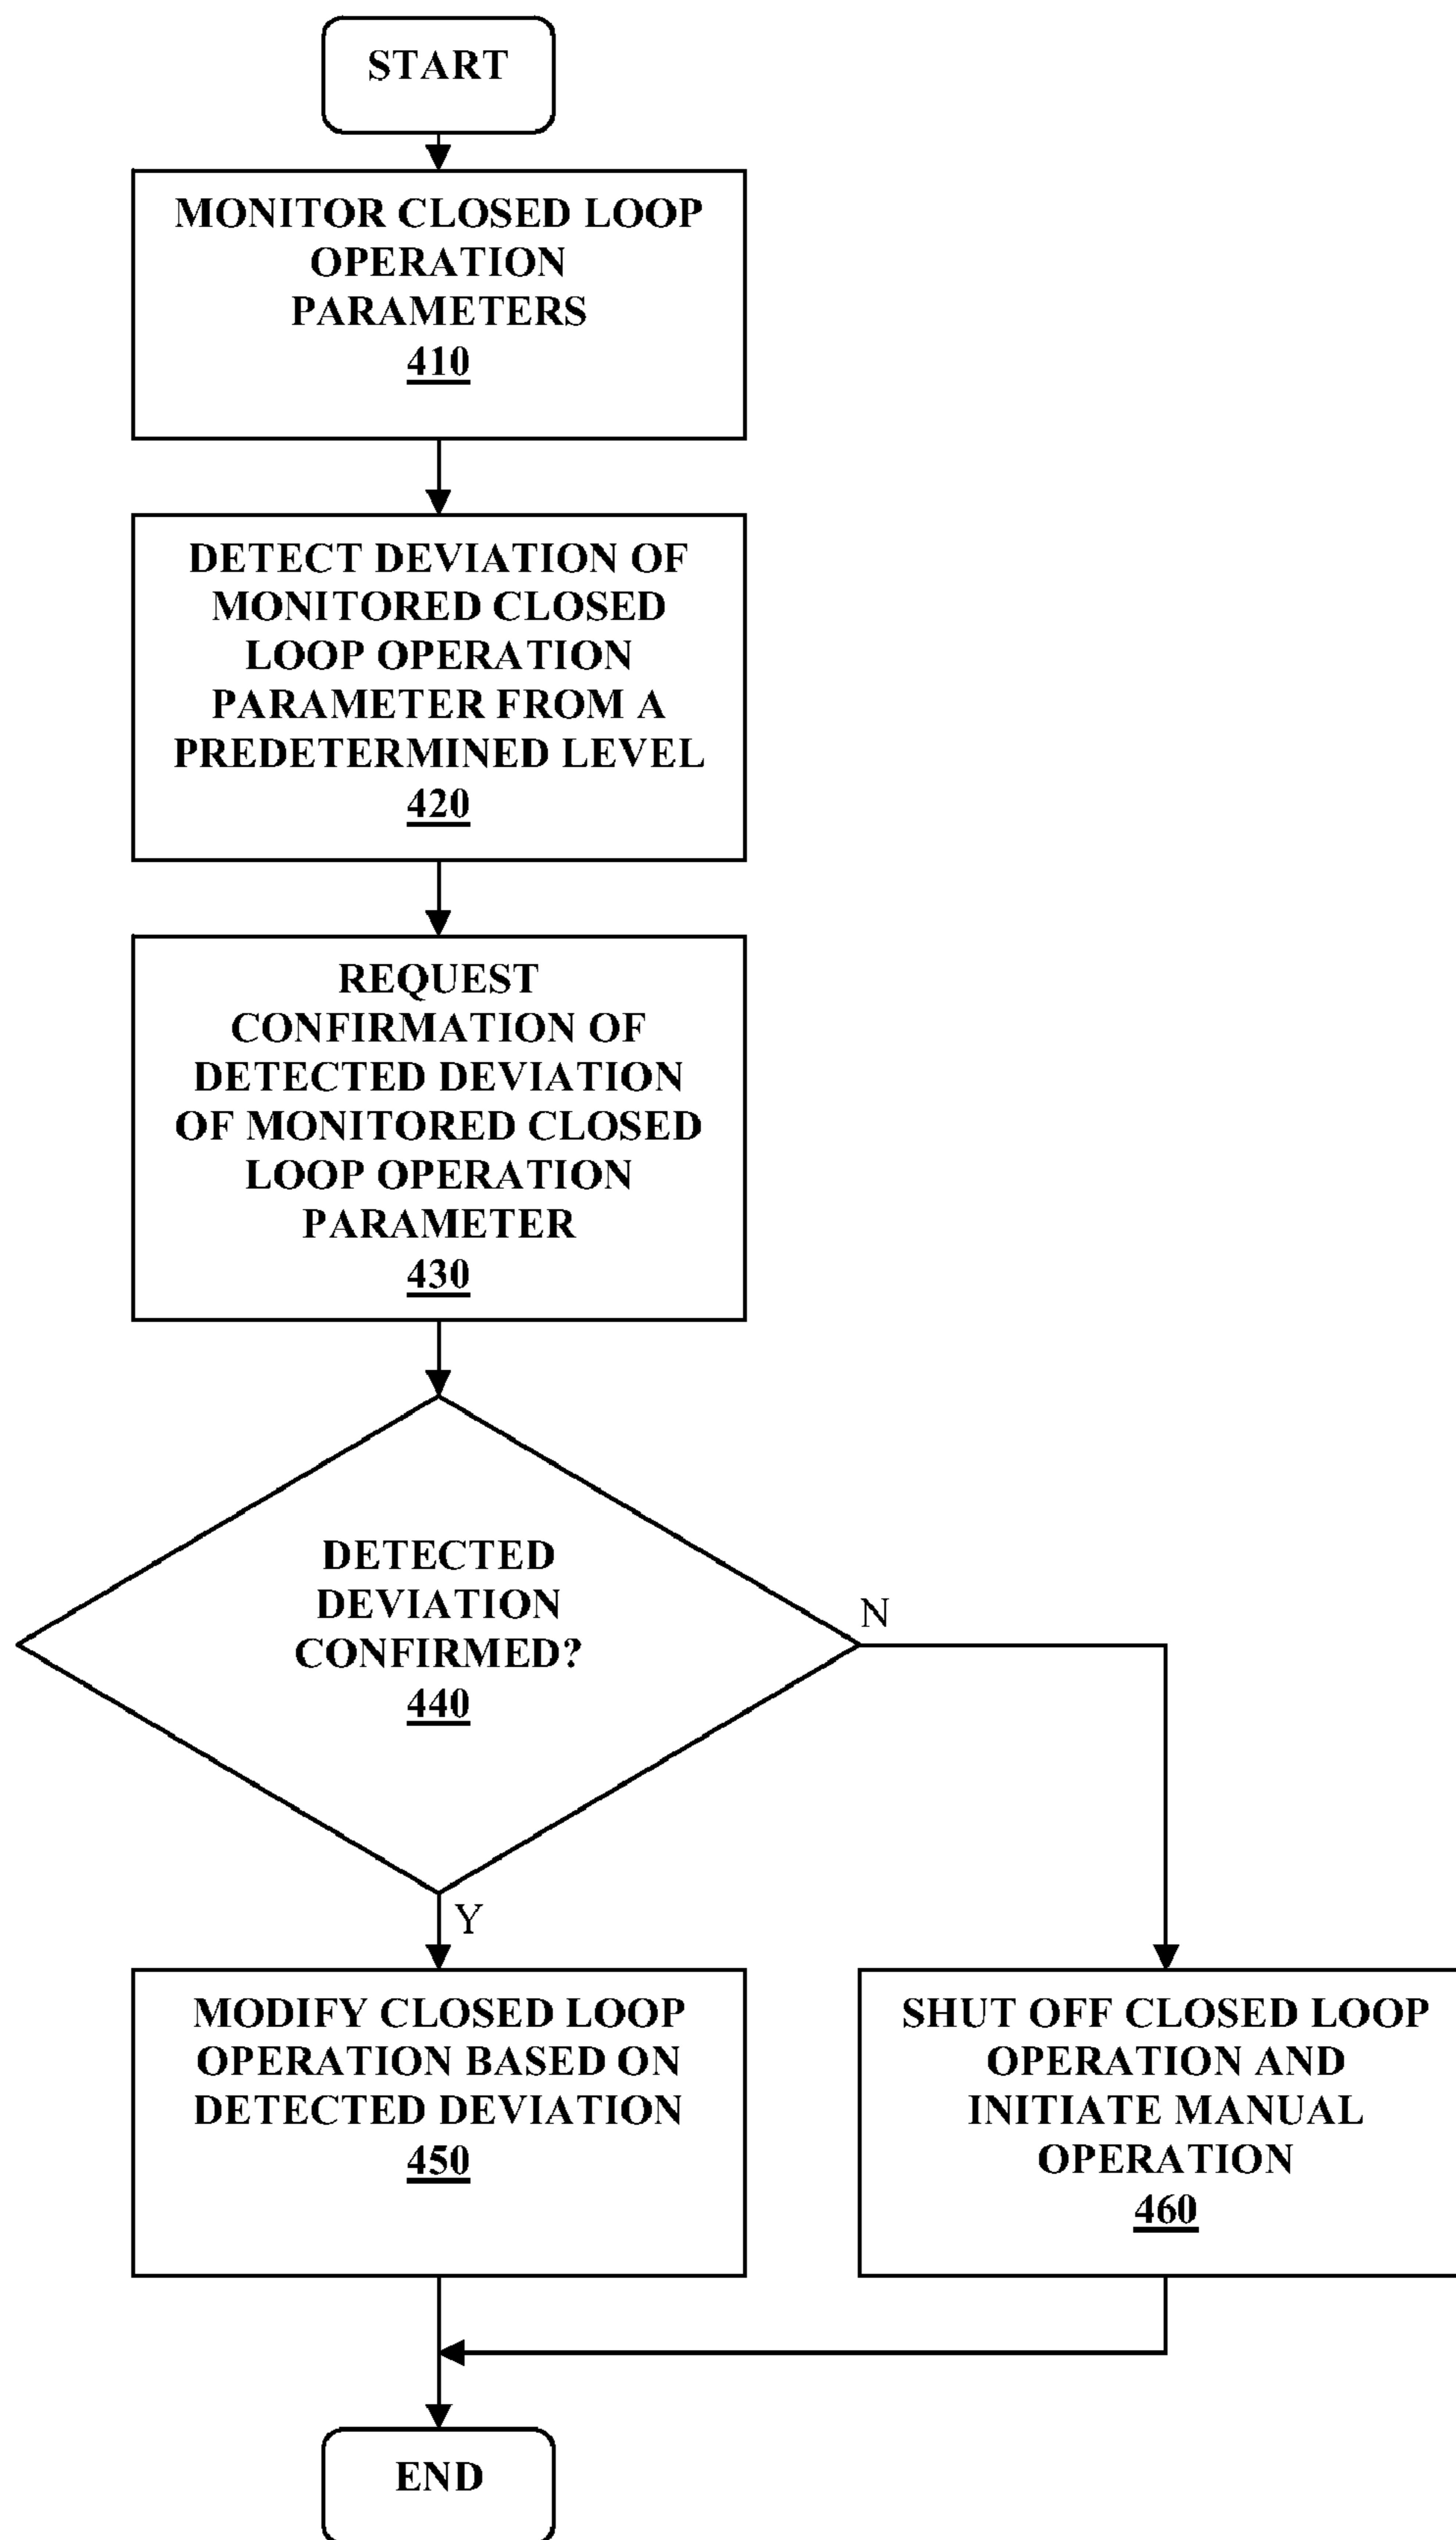 START
MONITOR CLOSED LOOP
OPERATION
PARAMETERS
410
DETECT DEVIATION OF
MONITORED CLOSED
LOOP OPERATION
PARAMETER FROM A
PREDETERMINED LEVEL
420
REQUEST
CONFIRMATION OF
DETECTED DEVIATION
OF MONITORED CLOSED
LOOP OPERATION
PARAMETER
430
DETECTED
DEVIATION
CONFIRMED?
440
N
Y
MODIFY CLOSED LOOP
OPERATION BASED ON
DETECTED DEVIATION
450
SHUT OFF CLOSED LOOP
OPERATION AND
INITIATE MANUAL
OPERATION
460
END